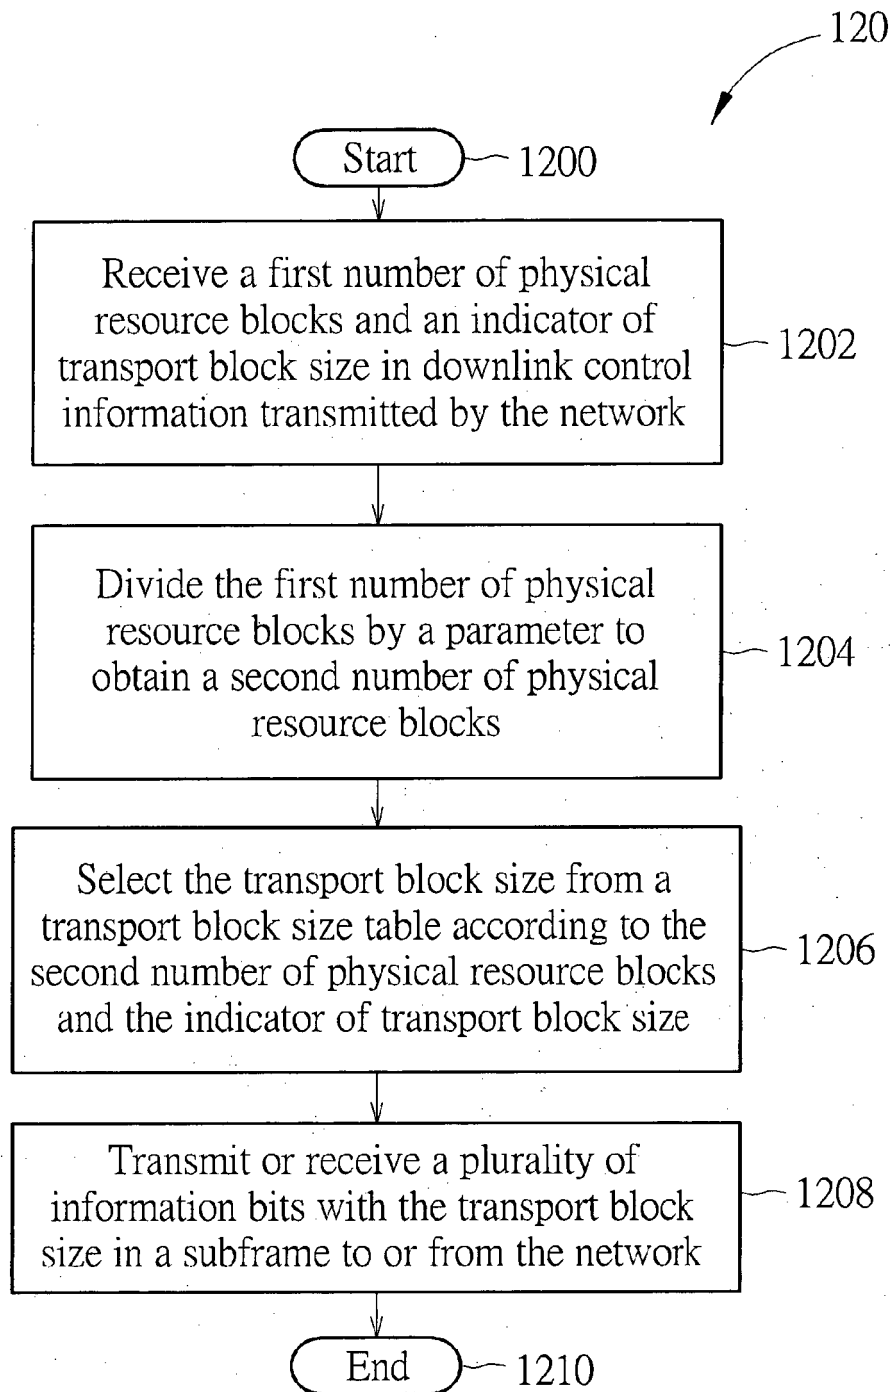 120
Start
1200
Receive a first number of physical
resource blocks and an indicator of
transport block size in downlink control
information transmitted by the network
1202
Divide the first number of physical
resource blocks by a parameter to
obtain a second number of physical
resource blocks
1204
Select the transport block size from a
transport block size table according to the
second number of physical resource blocks
and the indicator of transport block size
1206
Transmit or receive a plurality of
information bits with the transport block
size in a subframe to or from the network
1208
End
1210